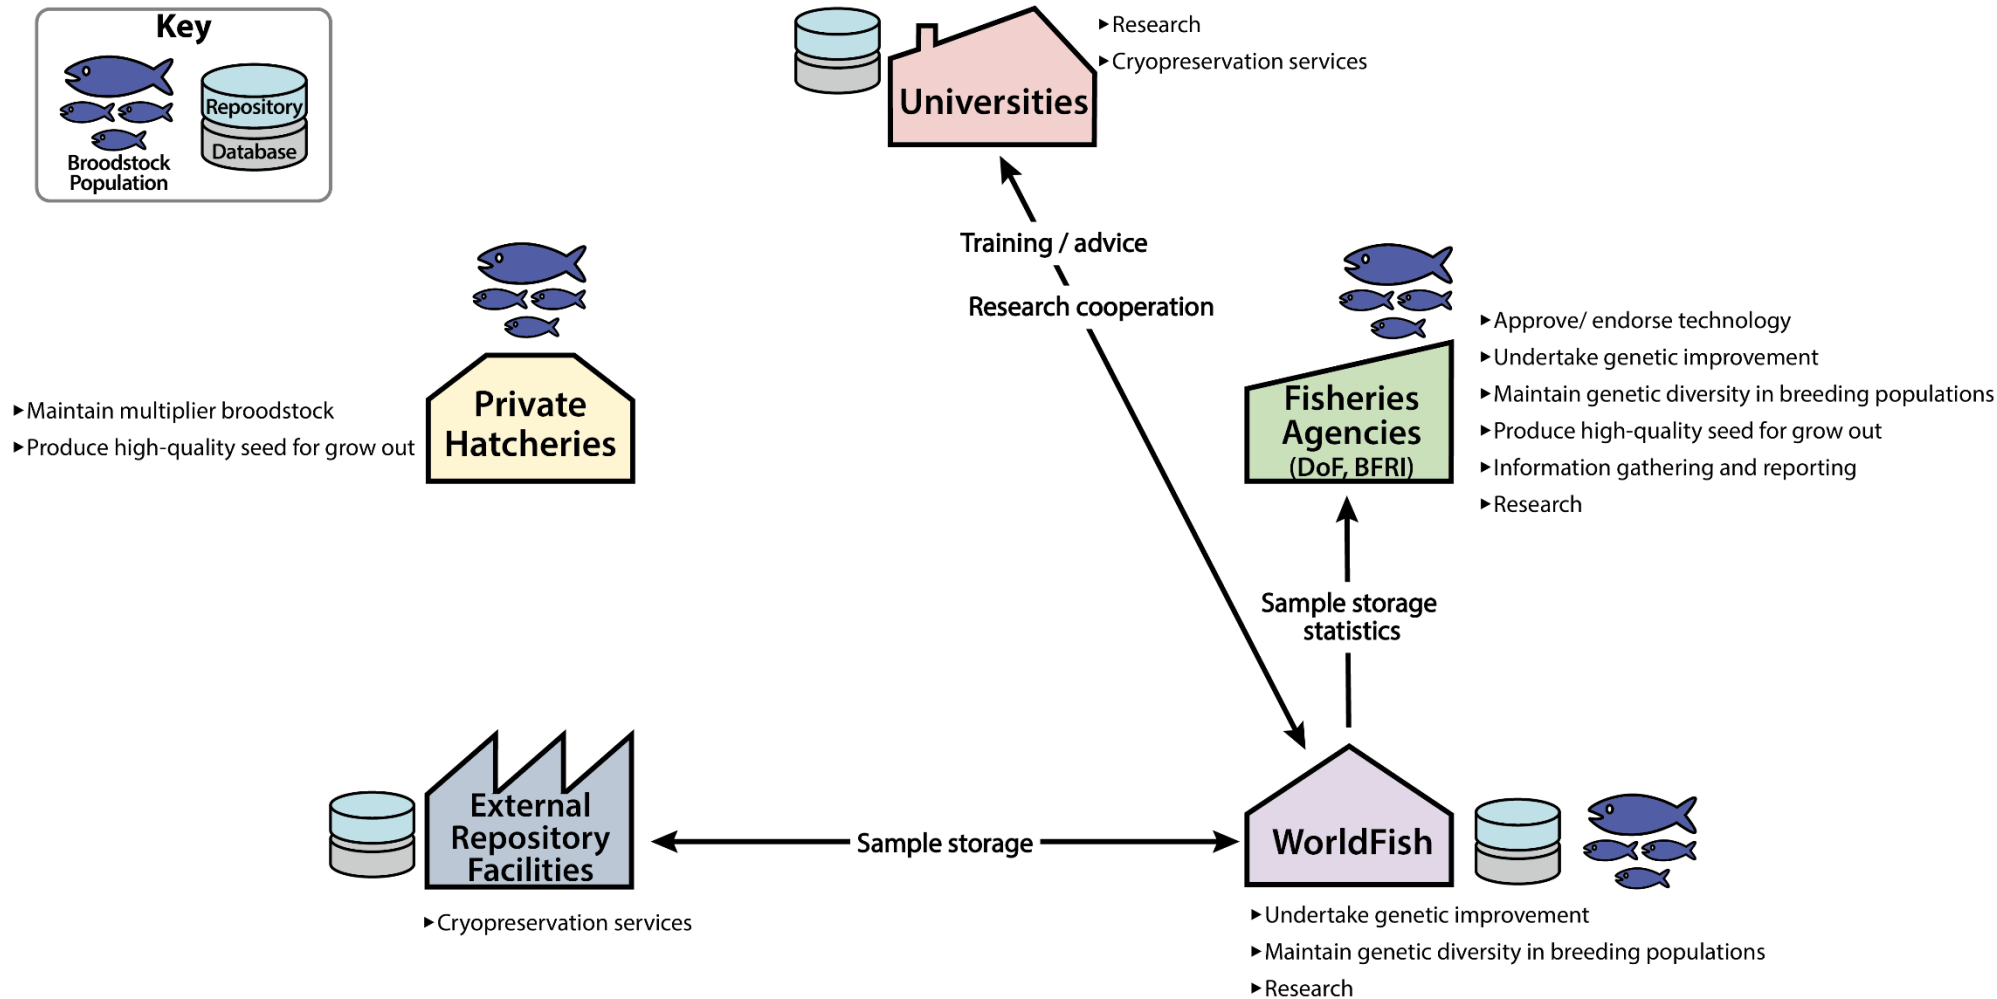 Key
Repository
Database
Broodstock
Population
Universities
▸Research
▸Cryopreservation services
Training / advice
Research cooperation
Private
Hatcheries
▸Maintain multiplier broodstock
▸Produce high-quality seed for grow out
Fisheries
Agencies
(DoF, BFRI)
▸Approve/ endorse technology
▸Undertake genetic improvement
▸Maintain genetic diversity in breeding populations
▸Produce high-quality seed for grow out
▸Information gathering and reporting
▸Research
Sample storage
statistics
External
Repository
Facilities
▸Cryopreservation services
Sample storage
WorldFish
▸Undertake genetic improvement
▸Maintain genetic diversity in breeding populations
▸Research